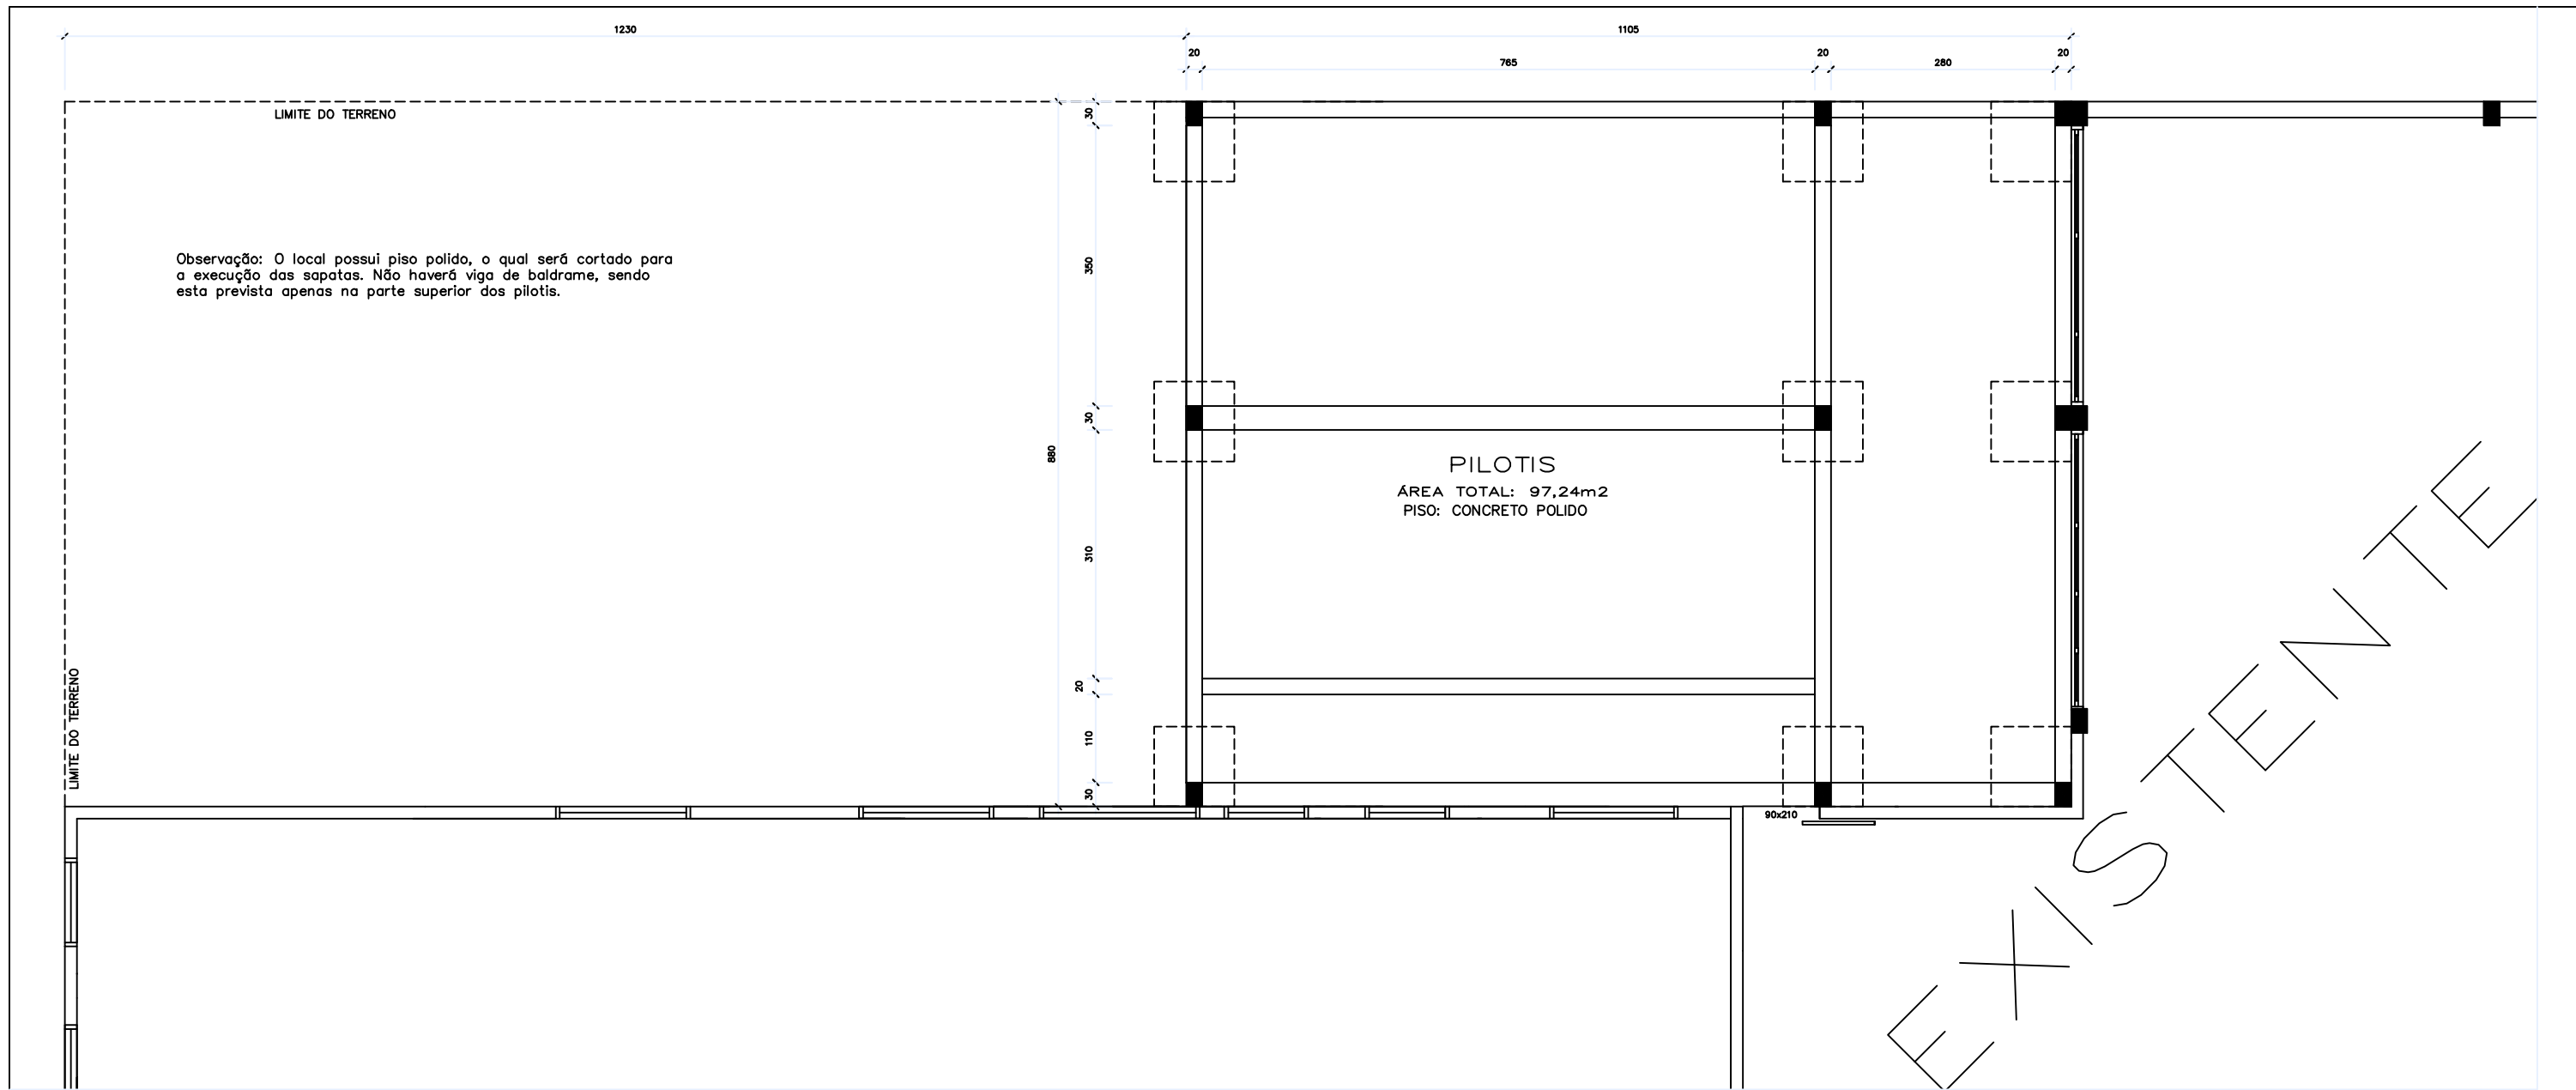 1230
1105
20
20
20
765
280
LIMITE DO TERRENO
30
350
Observação: O local possui piso polido, o qual será cortado para
a execução das sapatas. Não haverá viga de baldrame, sendo
esta prevista apenas na parte superior dos pilotis.
30
880
PILOTIS
ÁREA TOTAL: 97,24m2
PISO: CONCRETO POLIDO
310
20
LIMITE DO TERRENO
110
30
90x210
EXISTENTE